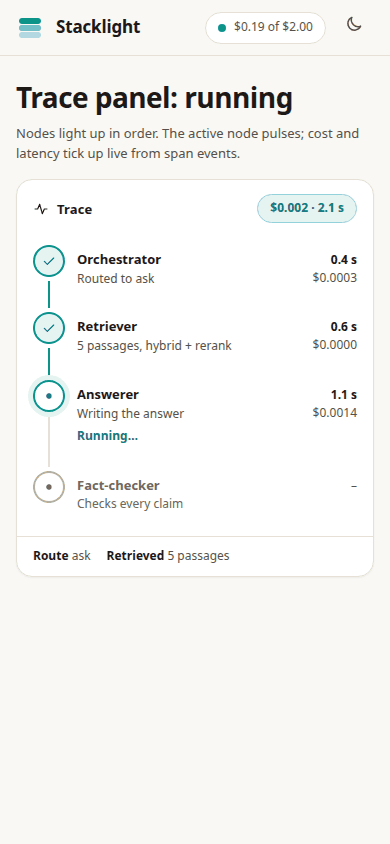 Stacklight
$0.19 of $2.00
Trace panel: running
Nodes light up in order. The active node pulses; cost and
latency tick up live from span events.
Trace
$0.002 · 2.1 s
Orchestrator
0.4 s
Routed to ask
$0.0003
Retriever
0.6 s
5 passages, hybrid + rerank
$0.0000
Answerer
1.1 s
Writing the answer
$0.0014
Running...
Fact-checker
–
Checks every claim
Route ask Retrieved 5 passages